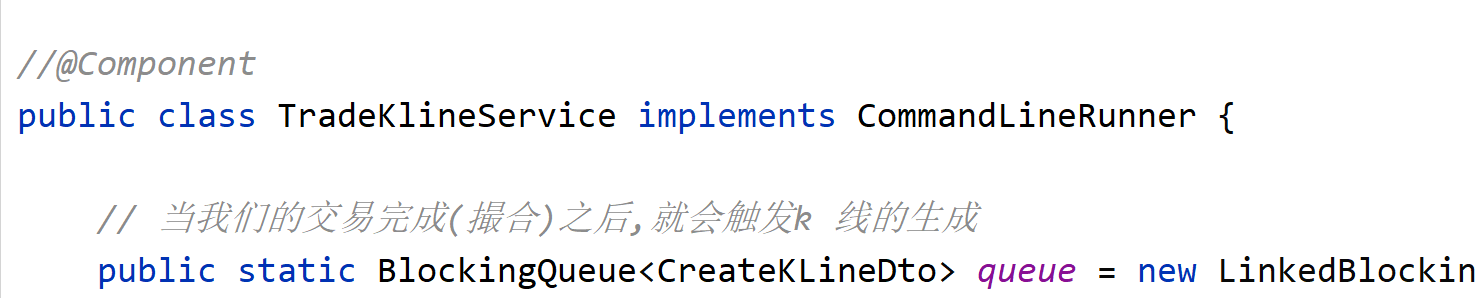 //@Component
public class TradeKlineService implements CommandLineRunner {
// 当我们的交易完成(撮合)之后,就会触发k 线的生成
public static BlockingQueue<CreateKLineDto> queue = new LinkedBlockin